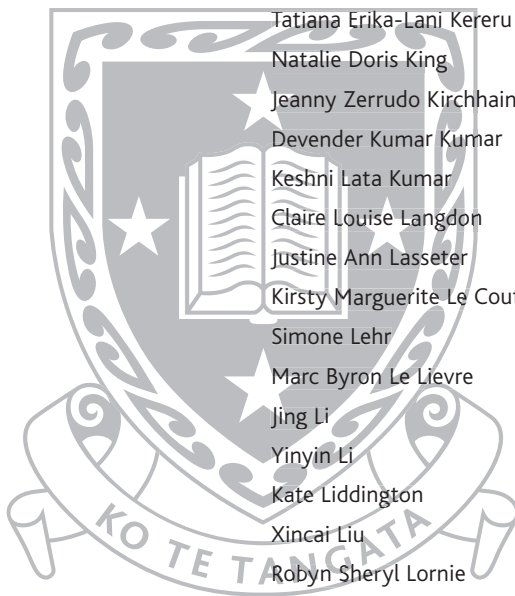 Tatiana Erika-Lani Kereru
Natalie Doris King
Jeanny Zerrudo Kirchhain
Devender Kumar Kumar
Keshni Lata Kumar
Claire Louise Langdon
Justine Ann Lasseter
Kirsty Marguerite Le
Simone Lehr
Marc Byron Le Lievre
Jing Li
Yinyin Li
Kate Liddington
Xincai Liu
Robyn Sheryl Lornie
KO TE TANGATA